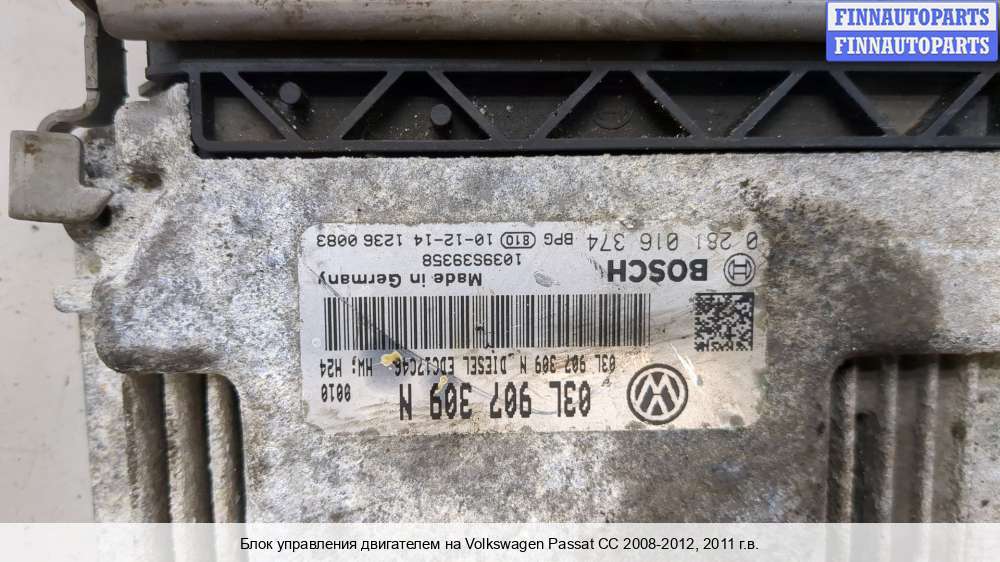 FINNAUTOPARTS
FINNAUTOPARTS
03L 907 309 N
0010
03L 907 309 N DIESEL EDC17C46 HW: H24
Made in Germany
1039S39358
BOSCH
0 281 016 374 BPG 810 10-12-14 1236 0083
Блок управления двигателем на Volkswagen Passat CC 2008-2012, 2011 г.в.